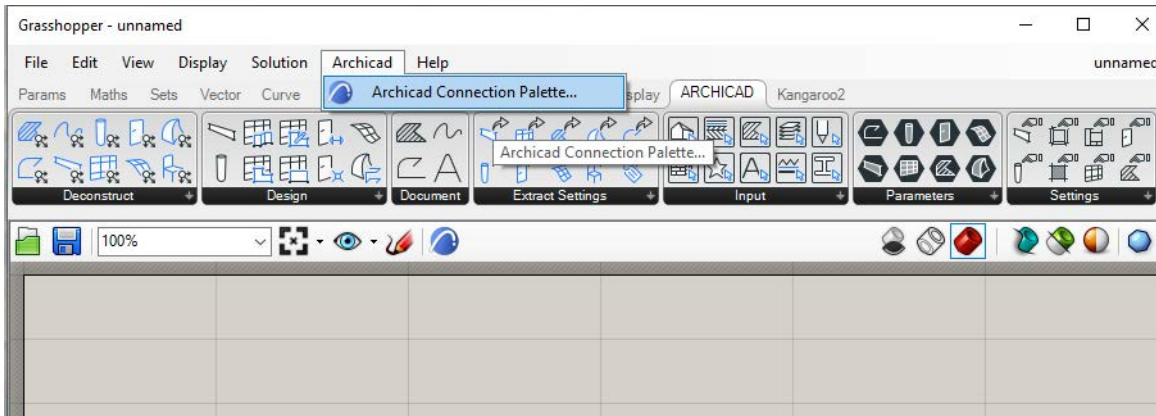 Grasshopper - unnamed
File Edit View Display Solution Archicad Help unnamed
Archicad Connection Palette...
Params Maths Sets Vector Curve splay ARCHICAD Kangaroo2
Archicad Connection Palette...
Deconstruct Design Document Extract Settings Input Parameters Settings
100%